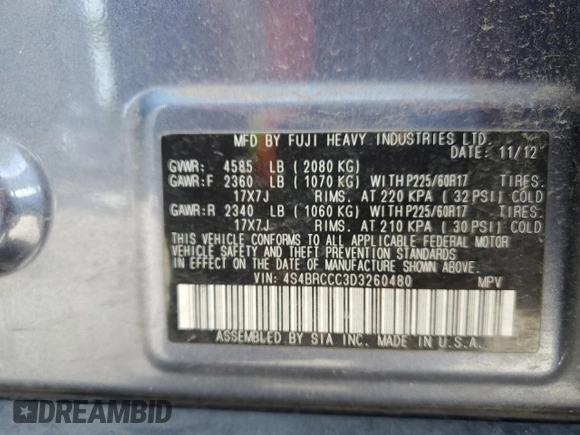 MFD BY FUJI HEAVY INDUSTRIES LTD.
DATE: 11/12
GVWR: 4585 LB ( 2080 KG)
GAWR:F 2360 LB ( 1070 KG) WITH P225/60R17 TIRES.
17X7J RIMS. AT 220 KPA ( 32 PSI) COLD
GAWR:R 2340 LB ( 1060 KG) WITH P225/60R17 TIRES.
17X7J RIMS. AT 210 KPA ( 30 PSI) COLD
THIS VEHICLE CONFORMS TO ALL APPLICABLE FEDERAL MOTOR
VEHICLE SAFETY AND THEFT PREVENTION STANDARDS
IN EFFECT ON THE DATE OF MANUFACTURE SHOWN ABOVE.
VIN: 4S4BRCCC3D3260480 MPV
ASSEMBLED BY SIA INC. MADE IN U.S.A.
DREAMBID